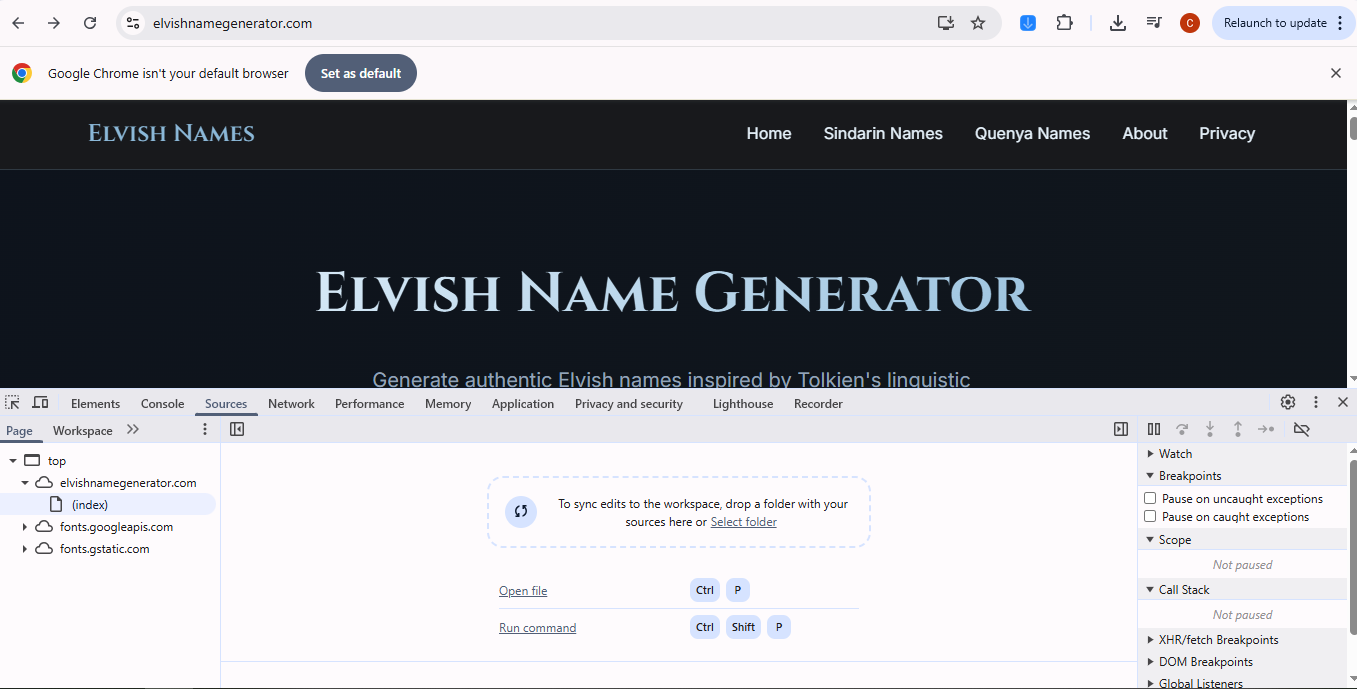 elvishnamegenerator.com
C
Relaunch to update
Google Chrome isn't your default browser
Set as default
Elvish Names
Home
Sindarin Names
Quenya Names
About
Privacy
Elvish Name Generator
Generate authentic Elvish names inspired by Tolkien's linguistic
Elements
Console
Sources
Network
Performance
Memory
Application
Privacy and security
Lighthouse
Recorder
Page
Workspace
top
elvishnamegenerator.com
(index)
fonts.googleapis.com
fonts.gstatic.com
To sync edits to the workspace, drop a folder with your
sources here or Select folder
Open file
Ctrl
P
Run command
Ctrl
Shift
P
Watch
Breakpoints
Pause on uncaught exceptions
Pause on caught exceptions
Scope
Not paused
Call Stack
Not paused
XHR/fetch Breakpoints
DOM Breakpoints
Global Listeners